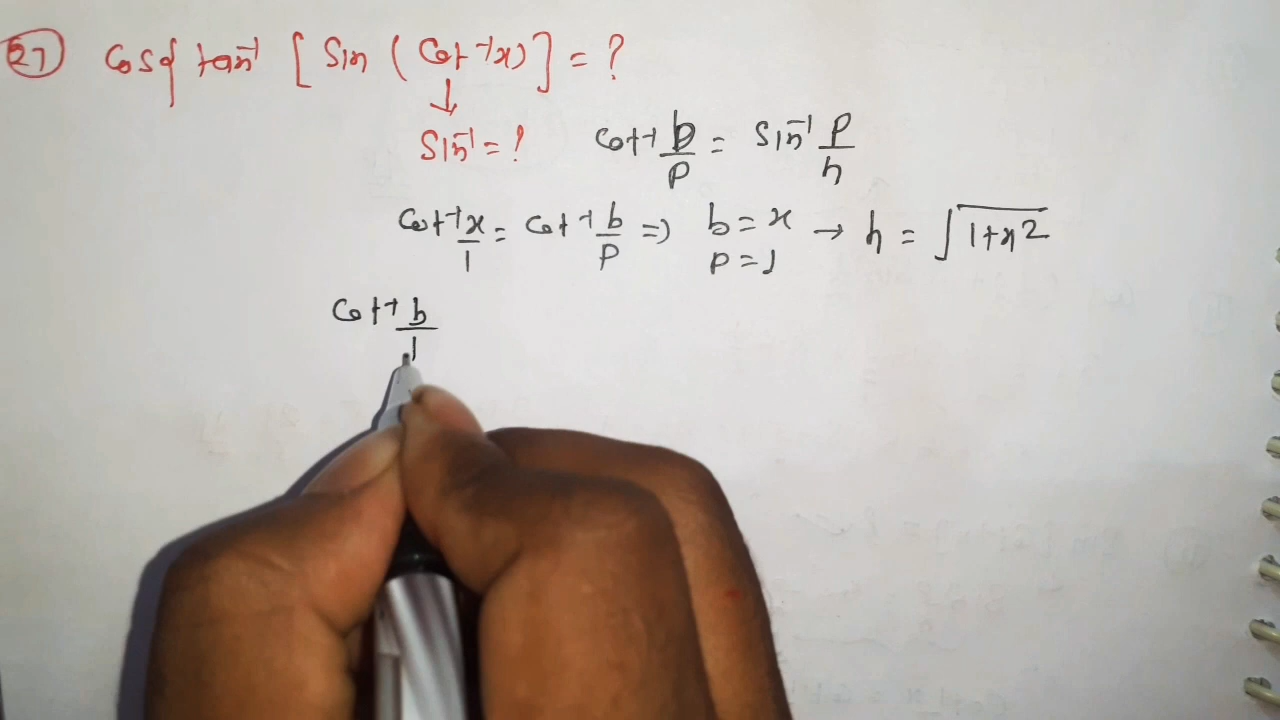 27 Cos{ tan⁻¹ [ Sin ( Cot⁻¹x) ] = ?
↓
Sin⁻¹ = ? Cot⁻¹ b/p = Sin⁻¹ p/h
Cot⁻¹ x/1 = Cot⁻¹ b/p ⇒ b = x → h = √1+x²
p = 1
Cot⁻¹ b/